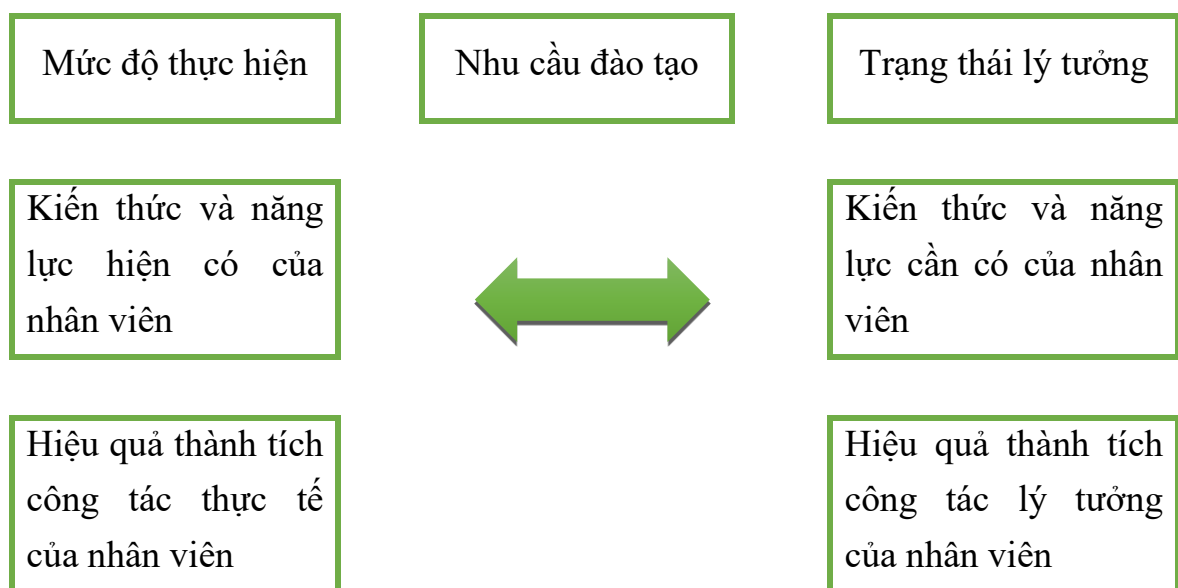 Mức độ thực hiện
Nhu cầu đào tạo
Trạng thái lý tưởng
Kiến thức và năng
lực hiện có của
nhân viên
Kiến thức và năng
lực cần có của nhân
viên
Hiệu quả thành tích
công tác thực tế
của nhân viên
Hiệu quả thành tích
công tác lý tưởng
của nhân viên